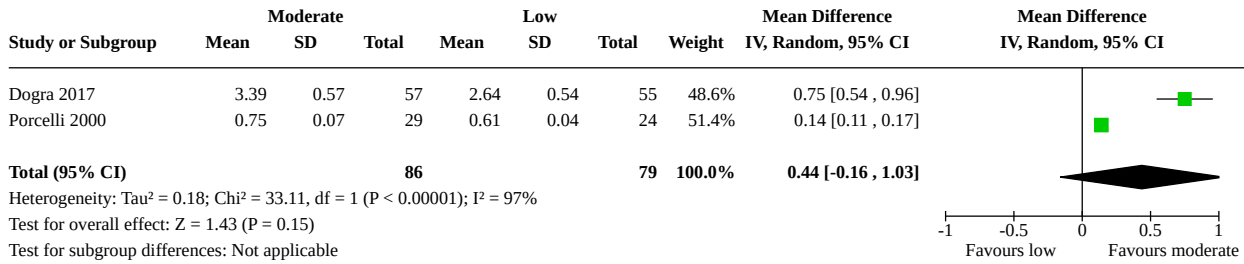 Moderate Low Mean Difference Mean Difference
Study or Subgroup Mean SD Total Mean SD Total Weight IV, Random, 95% CI IV, Random, 95% CI
Dogra 2017 3.39 0.57 57 2.64 0.54 55 48.6% 0.75 [0.54 , 0.96]
Porcelli 2000 0.75 0.07 29 0.61 0.04 24 51.4% 0.14 [0.11 , 0.17]
Total (95% CI) 86 79 100.0% 0.44 [-0.16 , 1.03]
Heterogeneity: Tau² = 0.18; Chi² = 33.11, df = 1 (P < 0.00001); I² = 97%
Test for overall effect: Z = 1.43 (P = 0.15)
-1 -0.5 0 0.5 1
Test for subgroup differences: Not applicable
Favours low Favours moderate